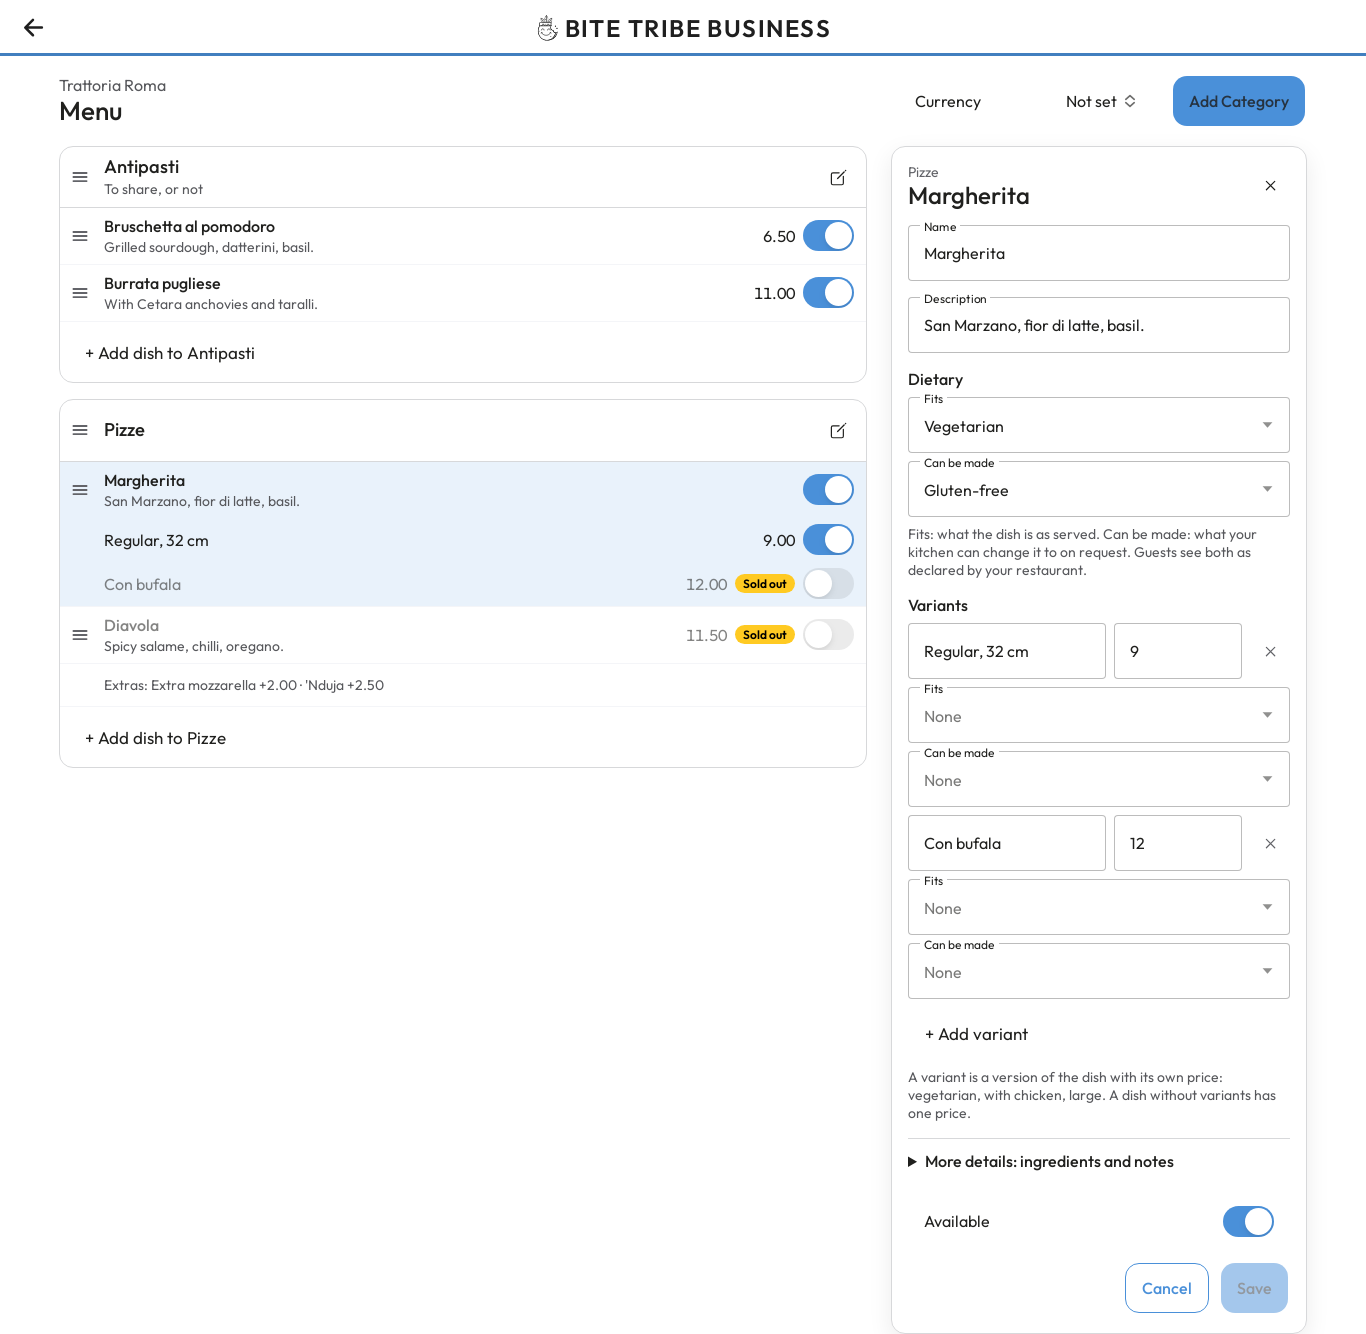 BITE TRIBE BUSINESS
Trattoria Roma
Menu
Currency
Not set
Add Category
Antipasti
To share, or not
Bruschetta al pomodoro
Grilled sourdough, datterini, basil.
6.50
Burrata pugliese
With Cetara anchovies and taralli.
11.00
+ Add dish to Antipasti
Pizze
Margherita
San Marzano, fior di latte, basil.
Regular, 32 cm
9.00
Con bufala
12.00
Sold out
Diavola
Spicy salame, chilli, oregano.
11.50
Sold out
Extras: Extra mozzarella +2.00 · 'Nduja +2.50
+ Add dish to Pizze
Pizze
Margherita
Name
Margherita
Description
San Marzano, fior di latte, basil.
Dietary
Fits
Vegetarian
Can be made
Gluten-free
Fits: what the dish is as served. Can be made: what your
kitchen can change it to on request. Guests see both as
declared by your restaurant.
Variants
Regular, 32 cm
9
Fits
None
Can be made
None
Con bufala
12
Fits
None
Can be made
None
+ Add variant
A variant is a version of the dish with its own price:
vegetarian, with chicken, large. A dish without variants has
one price.
More details: ingredients and notes
Available
Cancel
Save